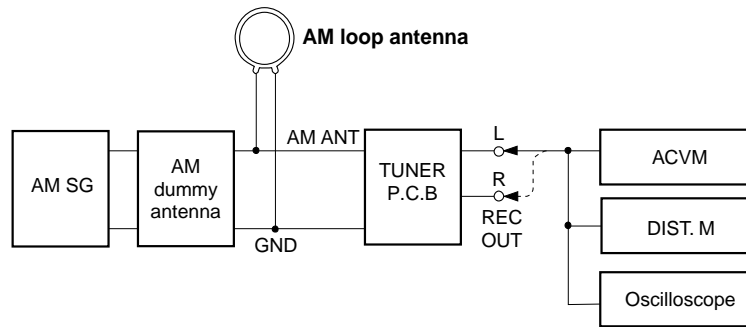 AM loop antenna
AM SG
AM
dummy
antenna
AM ANT
GND
TUNER
P.C.B
L
R
REC
OUT
ACVM
DIST. M
Oscilloscope